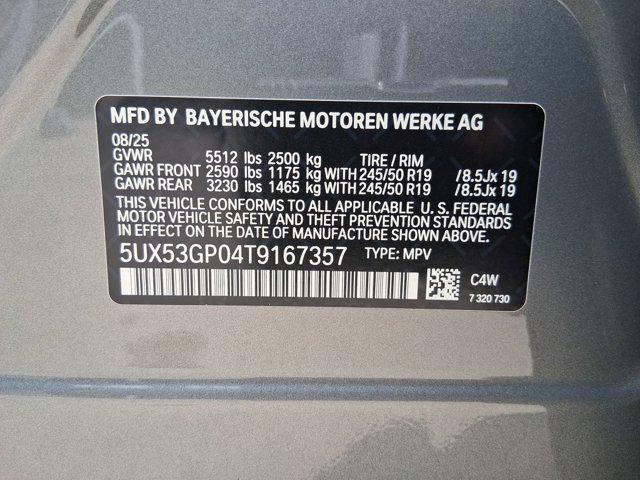 MFD BY BAYERISCHE MOTOREN WERKE AG
08/25
GVWR 5512 lbs 2500 kg TIRE / RIM
GAWR FRONT 2590 lbs 1175 kg WITH 245/50 R19 /8.5Jx 19
GAWR REAR 3230 lbs 1465 kg WITH 245/50 R19 /8.5Jx 19
THIS VEHICLE CONFORMS TO ALL APPLICABLE U. S. FEDERAL
MOTOR VEHICLE SAFETY AND THEFT PREVENTION STANDARDS
IN EFFECT ON THE DATE OF MANUFACTURE SHOWN ABOVE.
5UX53GP04T9167357 TYPE: MPV
C4W
7 320 730